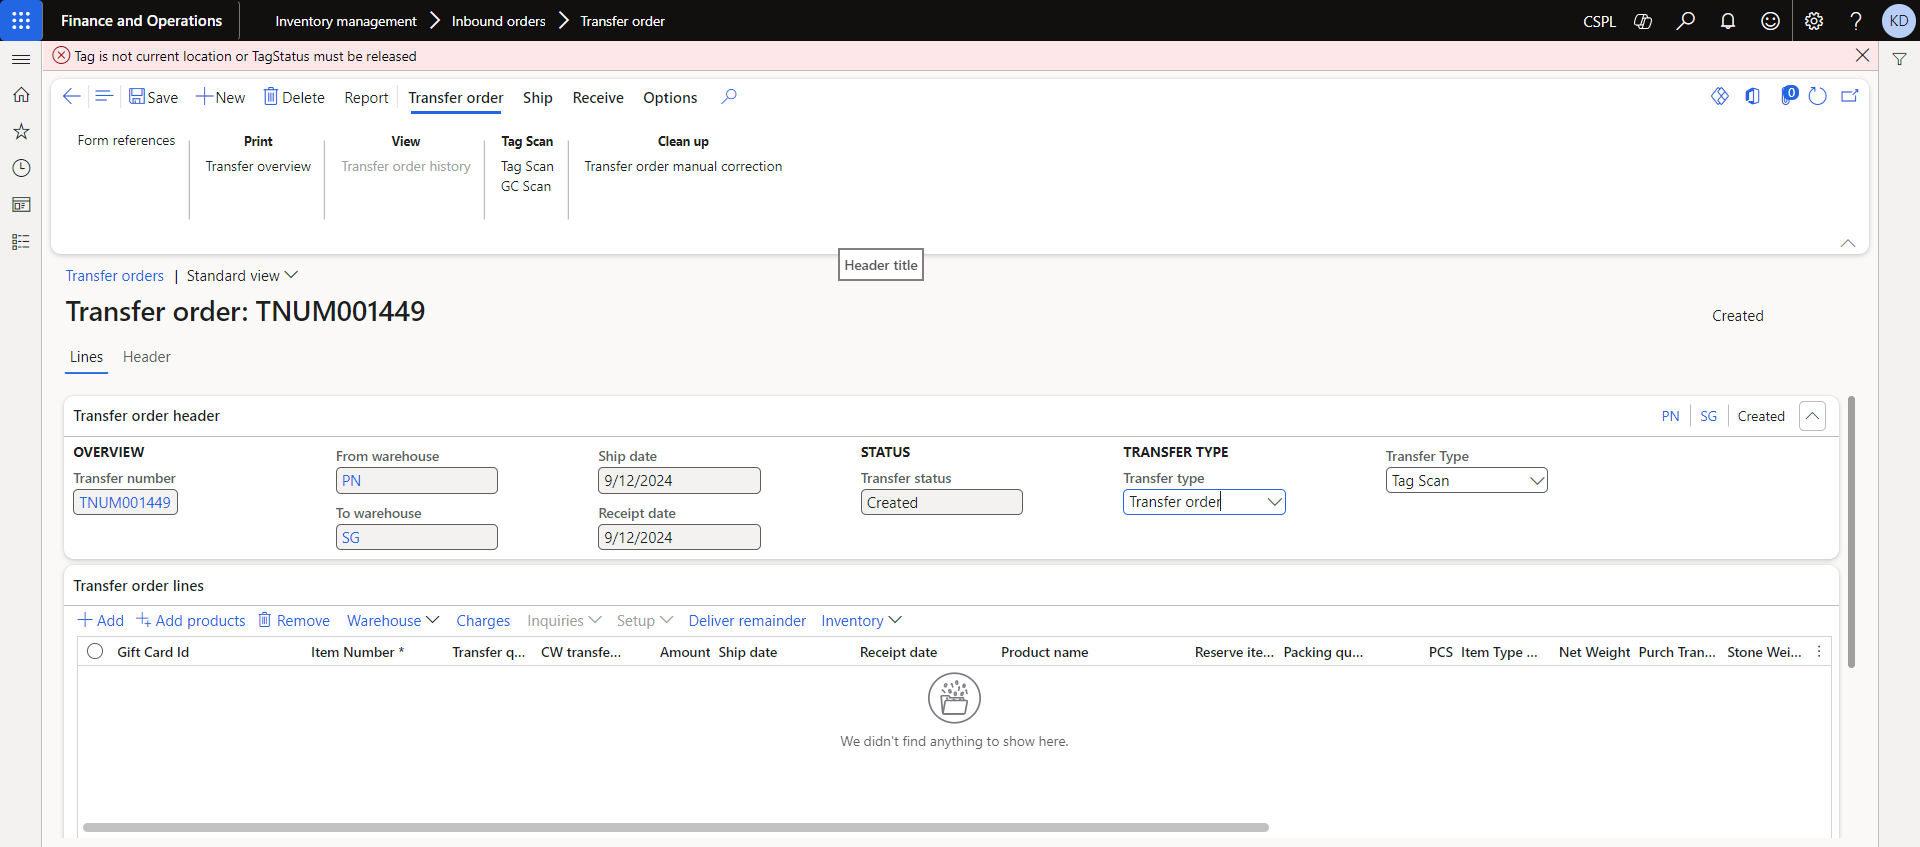 Finance and Operations
Inventory management
Inbound orders
Transfer order
CSPL
KD
Tag is not current location or TagStatus must be released
Save
New
Delete
Report
Transfer order
Ship
Receive
Options
0
Form references
Print
Transfer overview
View
Transfer order history
Tag Scan
Tag Scan
GC Scan
Clean up
Transfer order manual correction
Header title
Transfer orders | Standard view
Transfer order: TNUM001449
Created
Lines
Header
Transfer order header
PN
SG
Created
OVERVIEW
Transfer number
TNUM001449
From warehouse
PN
To warehouse
SG
Ship date
9/12/2024
Receipt date
9/12/2024
STATUS
Transfer status
Created
TRANSFER TYPE
Transfer type
Transfer order
Transfer Type
Tag Scan
Transfer order lines
Add
Add products
Remove
Warehouse
Charges
Inquiries
Setup
Deliver remainder
Inventory
Gift Card Id
Item Number *
Transfer q...
CW transfe...
Amount
Ship date
Receipt date
Product name
Reserve ite...
Packing qu...
PCS
Item Type ...
Net Weight
Purch Tran...
Stone Wei...
We didn't find anything to show here.